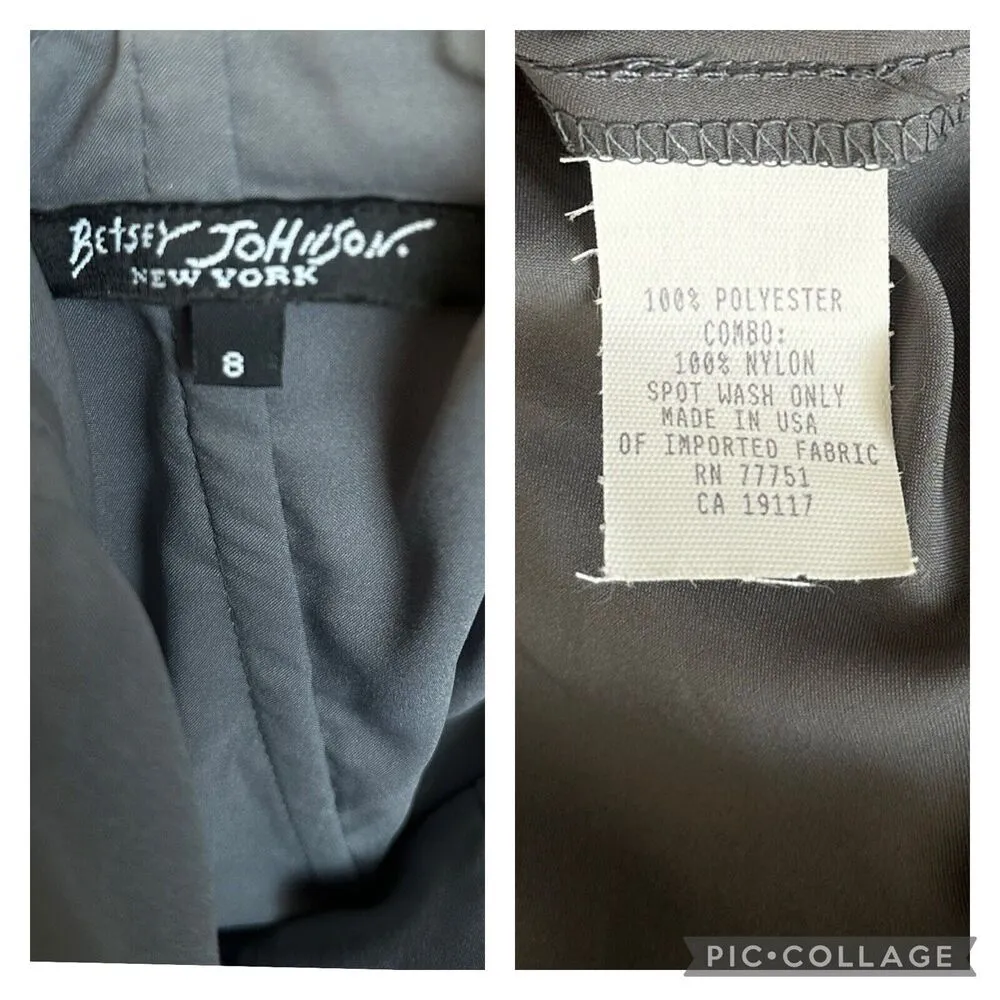 BETSEY JOHNSON.
NEW YORK
8
100% POLYESTER
COMBO:
100% NYLON
SPOT WASH ONLY
MADE IN USA
OF IMPORTED FABRIC
RN 77751
CA 19117
PIC•COLLAGE